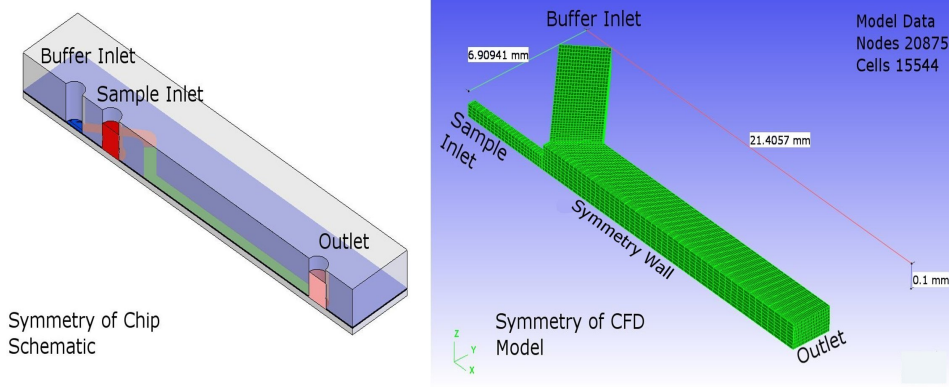 Buffer Inlet
Sample Inlet
Outlet
Symmetry of Chip
Schematic
Buffer Inlet
Model Data
Nodes 20875
Cells 15544
6.90941 mm
Sample
Inlet
21.4057 mm
Symmetry Wall
0.1 mm
Outlet
Symmetry of CFD
Model
Z
Y
X